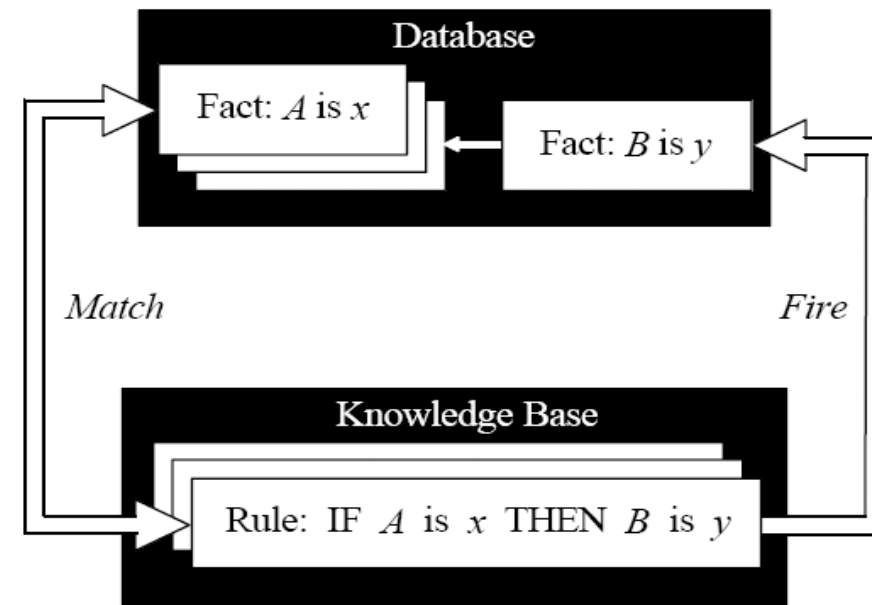 Database
Fact: A is x
Fact: B is y
Match
Fire
Knowledge Base
Rule: IF A is x THEN B is y